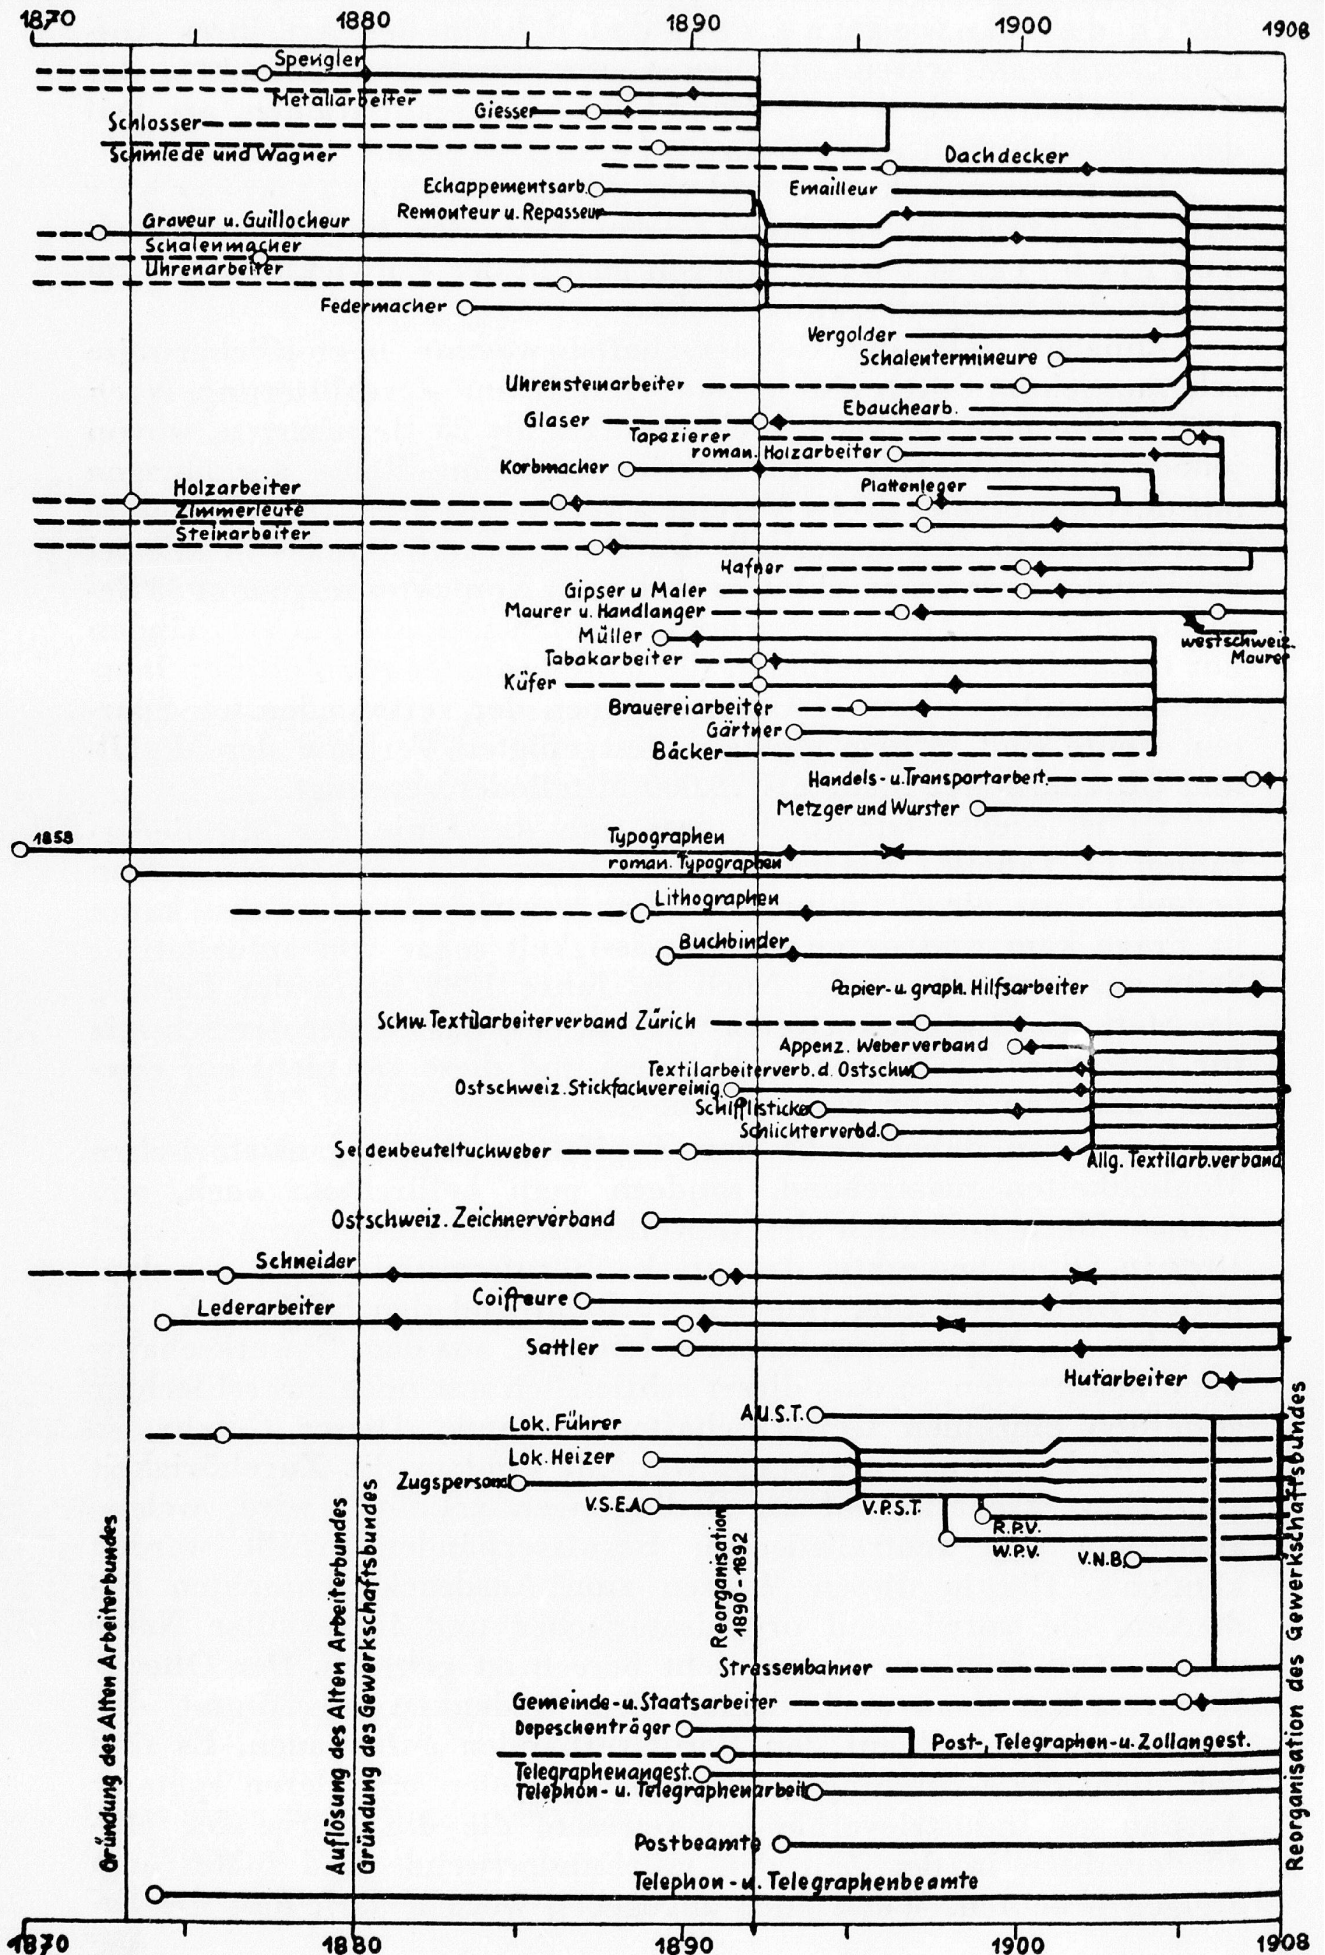 1870 1880 1890 1900 1908
Spengler
Metallarbeiter
Giesser
Schlosser
Schmiede und Wagner
Dachdecker
Echappementsarb.
Emailleur
Remonteur u. Repasseur
Graveur u. Guillocheur
Schalenmacher
Uhrenarbeiter
Federmacher
Vergolder
Schalentermineure
Uhrensteinarbeiter
Ebauchearb.
Glaser
Tapezierer
roman. Holzarbeiter
Korbmacher
Plattenleger
Holzarbeiter
Zimmerleute
Steinarbeiter
Hafner
Gipser u Maler
Maurer u. Handlanger
Müller
westschweiz.
Maurer
Tabakarbeiter
Küfer
Brauereiarbeiter
Gärtner
Bäcker
Handels- u. Transportarbeit.
Metzger und Wurster
1858
Typographen
roman. Typographen
Lithographen
Buchbinder
Papier- u. graph. Hilfsarbeiter
Schw. Textilarbeiterverband Zürich
Appenz. Weberverband
Textilarbeiterverb. d. Ostschw.
Ostschweiz. Stickfachvereinig.
Schifflisticker
Schlichterverbd.
Seidenbeuteltuchweber
Allg. Textilarb.verband
Ostschweiz. Zeichnerverband
Schneider
Coiffeure
Lederarbeiter
Sattler
Hutarbeiter
A.U.S.T.
Lok. Führer
Lok. Heizer
Zugspersonal
V.S.E.A.
V.P.S.T.
R.P.V.
W.P.V.
V.N.B.
Strassenbahner
Gemeinde- u. Staatsarbeiter
Depeschenträger
Post-, Telegraphen- u. Zollangest.
Telegraphenangest.
Telephon- u. Telegraphenarbeit
Postbeamte
Telephon- u. Telegraphenbeamte
Gründung des Alten Arbeiterbundes
Auflösung des Alten Arbeiterbundes
Gründung des Gewerkschaftsbundes
Reorganisation
1890-1892
Reorganisation des Gewerkschaftsbundes
1870 1880 1890 1900 1908